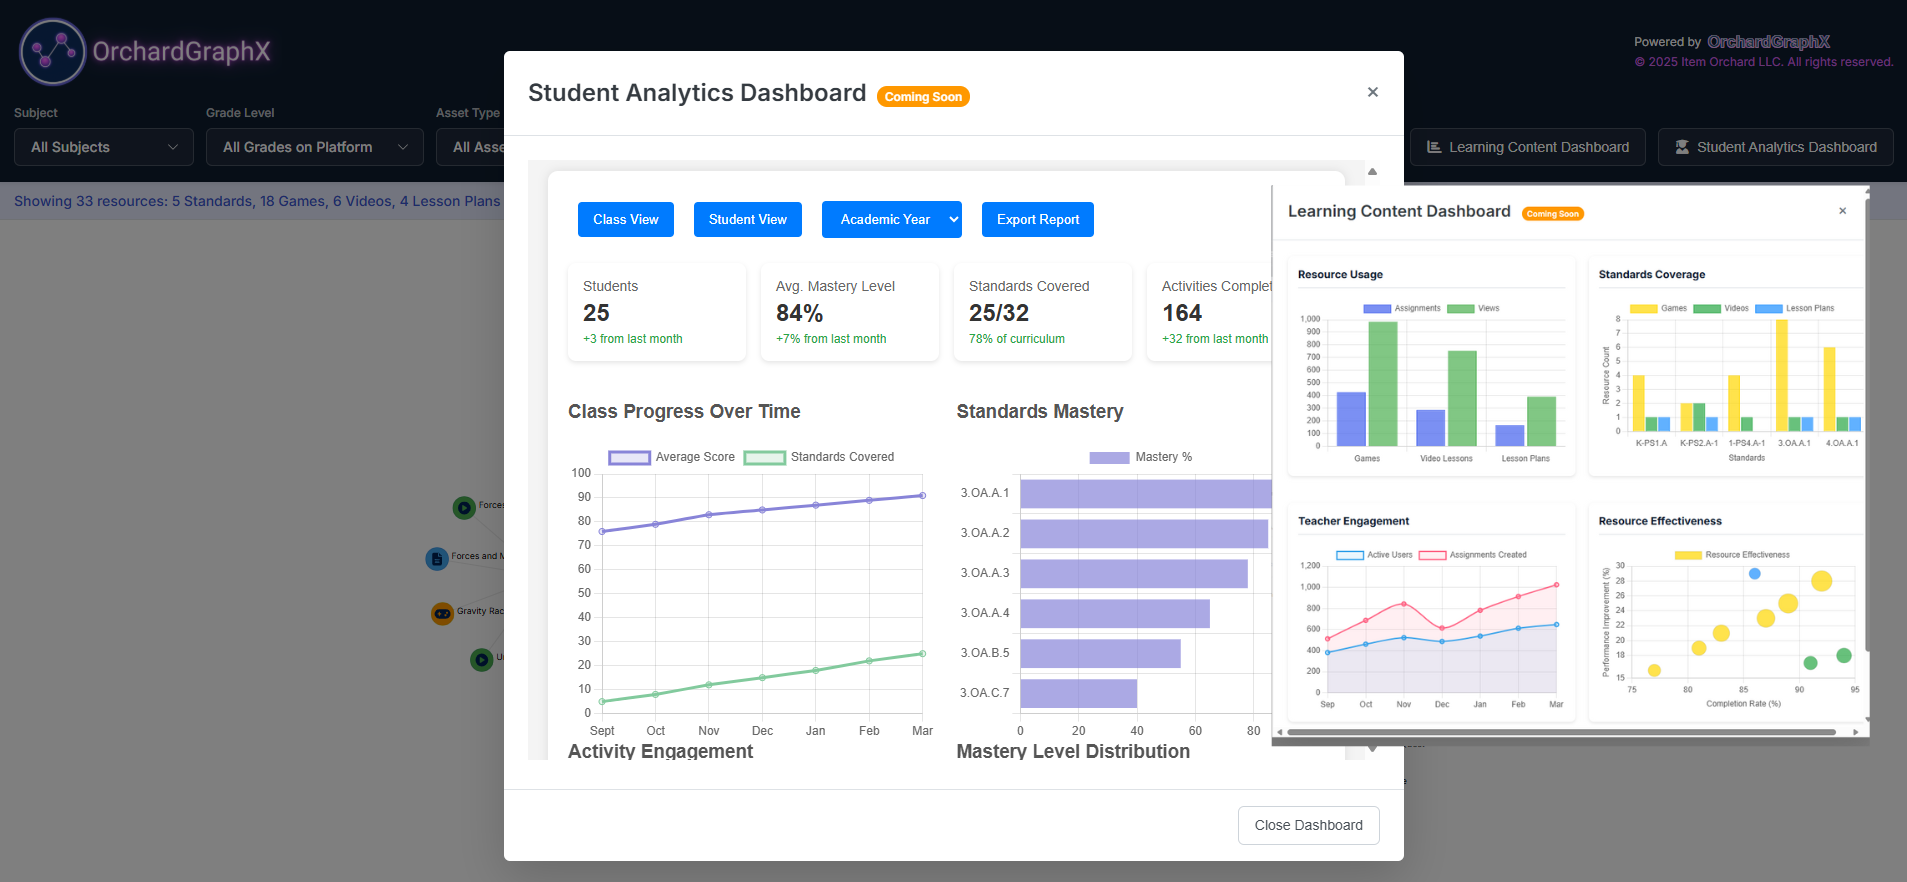 OrchardGraphX
Powered by OrchardGraphX
© 2025 Item Orchard LLC. All rights reserved.
Subject
Grade Level
Asset Type
All Subjects
All Grades on Platform
All Asse
Learning Content Dashboard
Student Analytics Dashboard
Showing 33 resources: 5 Standards, 18 Games, 6 Videos, 4 Lesson Plans
Forces
Forces and M
Gravity Rac
U
Student Analytics Dashboard
Coming Soon
×
Class View
Student View
Academic Year
Export Report
Students
25
+3 from last month
Avg. Mastery Level
84%
+7% from last month
Standards Covered
25/32
78% of curriculum
Activities Complet
164
+32 from last month
Class Progress Over Time
Average Score
Standards Covered
100
90
80
70
60
50
40
30
20
10
0
Sept Oct Nov Dec Jan Feb Mar
Standards Mastery
Mastery %
3.OA.A.1
3.OA.A.2
3.OA.A.3
3.OA.A.4
3.OA.B.5
3.OA.C.7
0 20 40 60 80
Activity Engagement
Mastery Level Distribution
Close Dashboard
Learning Content Dashboard
Coming Soon
×
Resource Usage
Assignments Views
1,000
900
800
700
600
500
400
300
200
100
0
Games Video Lessons Lesson Plans
Standards Coverage
Games Videos Lesson Plans
Resource Count
8
7
6
5
4
3
2
1
0
K-PS1.A K-PS2.A-1 1-PS4.A-1 3.OA.A.1 4.OA.A.1
Standards
Teacher Engagement
Active Users Assignments Created
1,200
1,000
800
600
400
200
0
Sep Oct Nov Dec Jan Feb Mar
Resource Effectiveness
Resource Effectiveness
Performance Improvement (%)
30
28
26
24
22
20
18
15
75 80 85 90 95
Completion Rate (%)